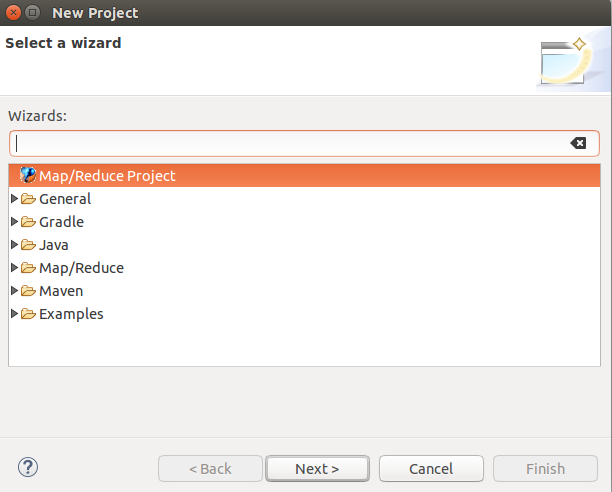 New Project
Select a wizard
Wizards:
Map/Reduce Project
General
Gradle
Java
Map/Reduce
Maven
Examples
? < Back Next > Cancel Finish